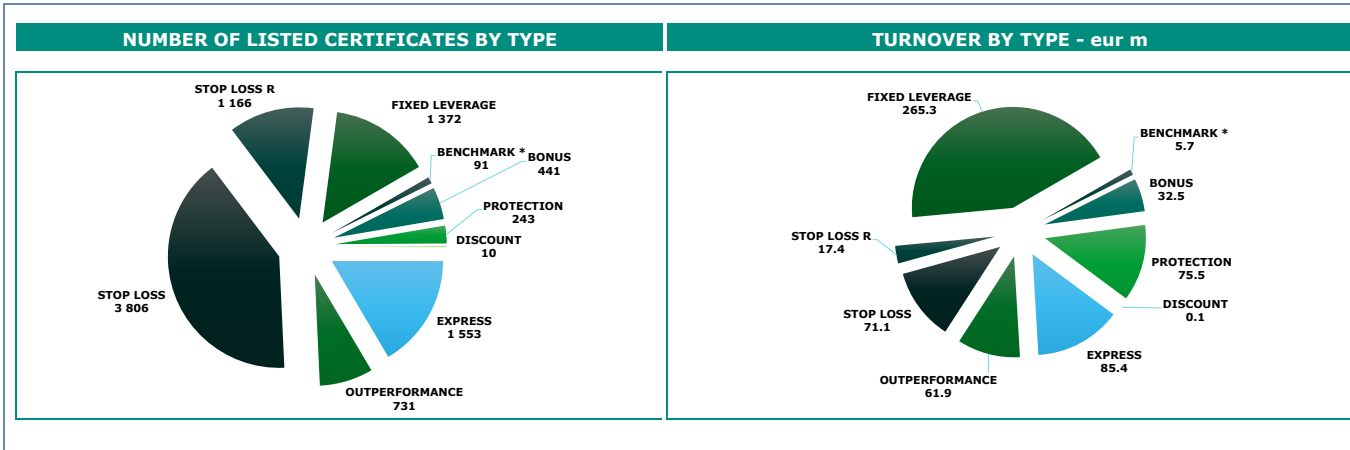 NUMBER OF LISTED CERTIFICATES BY TYPE
STOP LOSS R
1 166
FIXED LEVERAGE
1 372
BENCHMARK *
91
BONUS
441
PROTECTION
243
DISCOUNT
10
EXPRESS
1 553
OUTPERFORMANCE
731
STOP LOSS
3 806
TURNOVER BY TYPE - eur m
FIXED LEVERAGE
265.3
BENCHMARK *
5.7
BONUS
32.5
PROTECTION
75.5
DISCOUNT
0.1
EXPRESS
85.4
OUTPERFORMANCE
61.9
STOP LOSS
71.1
STOP LOSS R
17.4